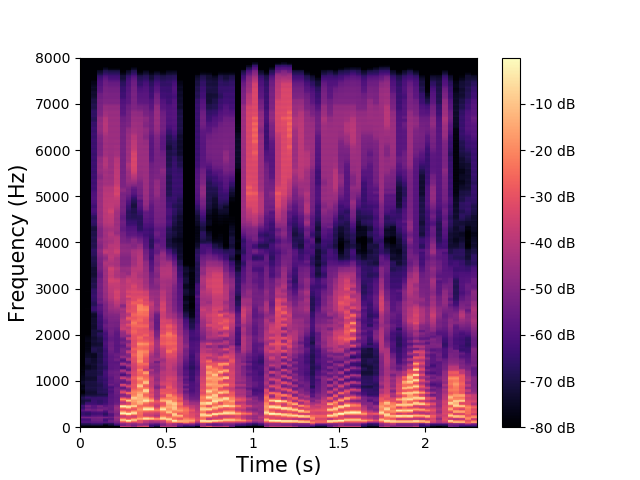 8000
7000
6000
5000
4000
3000
2000
1000
0
Frequency (Hz)
0 0.5 1 1.5 2
Time (s)
-10 dB
-20 dB
-30 dB
-40 dB
-50 dB
-60 dB
-70 dB
-80 dB